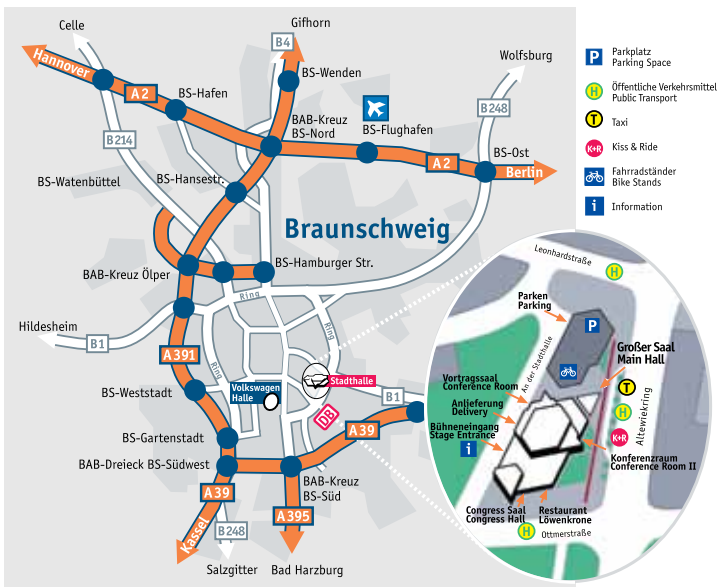 Gifhorn
Celle
B4
Wolfsburg
Hannover
BS-Wenden
A2
BS-Hafen
B248
BAB-Kreuz
BS-Nord
BS-Flughafen
B214
BS-Ost
A2
Berlin
BS-Watenbüttel
BS-Hansestr.
Braunschweig
BAB-Kreuz Ölper
BS-Hamburger Str.
Ring
Ring
Ring
Hildesheim
B1
A391
Volkswagen
Halle
Stadthalle
B1
BS-Weststadt
DB
A39
BS-Gartenstadt
BAB-Dreieck BS-Südwest
BAB-Kreuz
BS-Süd
A39
A395
Kassel
B248
Salzgitter
Bad Harzburg
P
Parkplatz
Parking Space
H
Öffentliche Verkehrsmittel
Public Transport
T
Taxi
K+R
Kiss & Ride
Fahrradständer
Bike Stands
i
Information
Leonhardstraße
H
Parken
Parking
P
An der Stadthalle
Großer Saal
Main Hall
Vortragssaal
Conference Room
T
Anlieferung
Delivery
H
Altewiekring
Bühneneingang
Stage Entrance
K+R
i
Konferenzraum
Conference Room II
Congress Saal
Congress Hall
Restaurant
Löwenkrone
H
Ottmerstraße